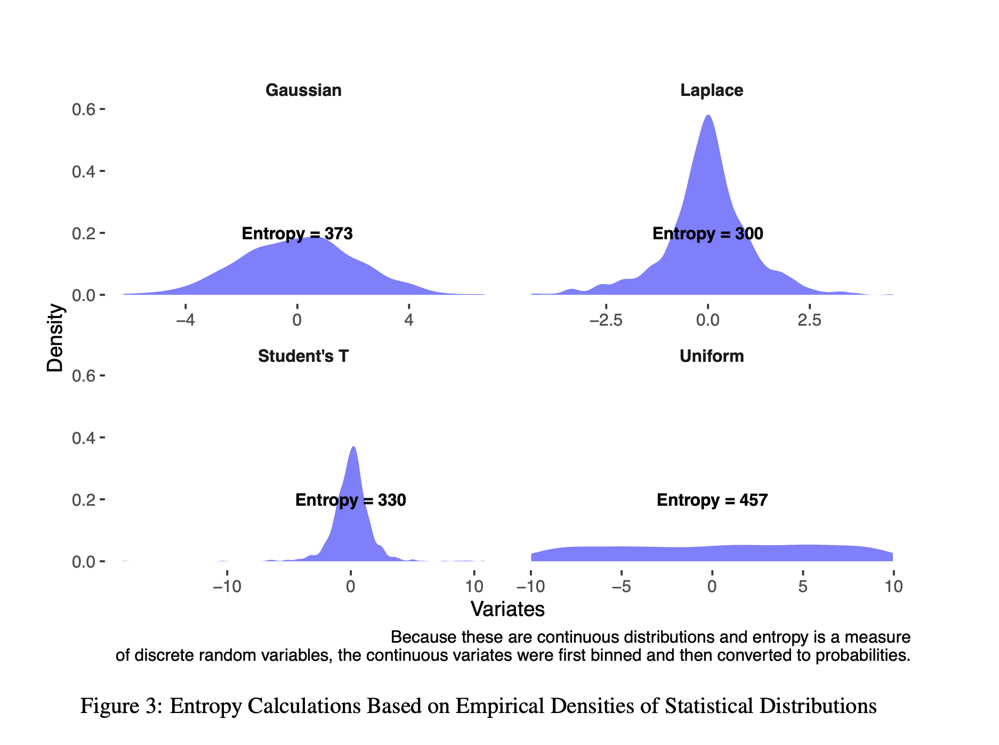 Gaussian
Laplace
0.6
0.4
Entropy = 373
Entropy = 300
0.2
0.0
−4 0 4
−2.5 0.0 2.5
Density
Student's T
Uniform
0.6
0.4
Entropy = 330
Entropy = 457
0.2
0.0
−10 0 10
−10 −5 0 5 10
Variates
Because these are continuous distributions and entropy is a measure
of discrete random variables, the continuous variates were first binned and then converted to probabilities.
Figure 3: Entropy Calculations Based on Empirical Densities of Statistical Distributions